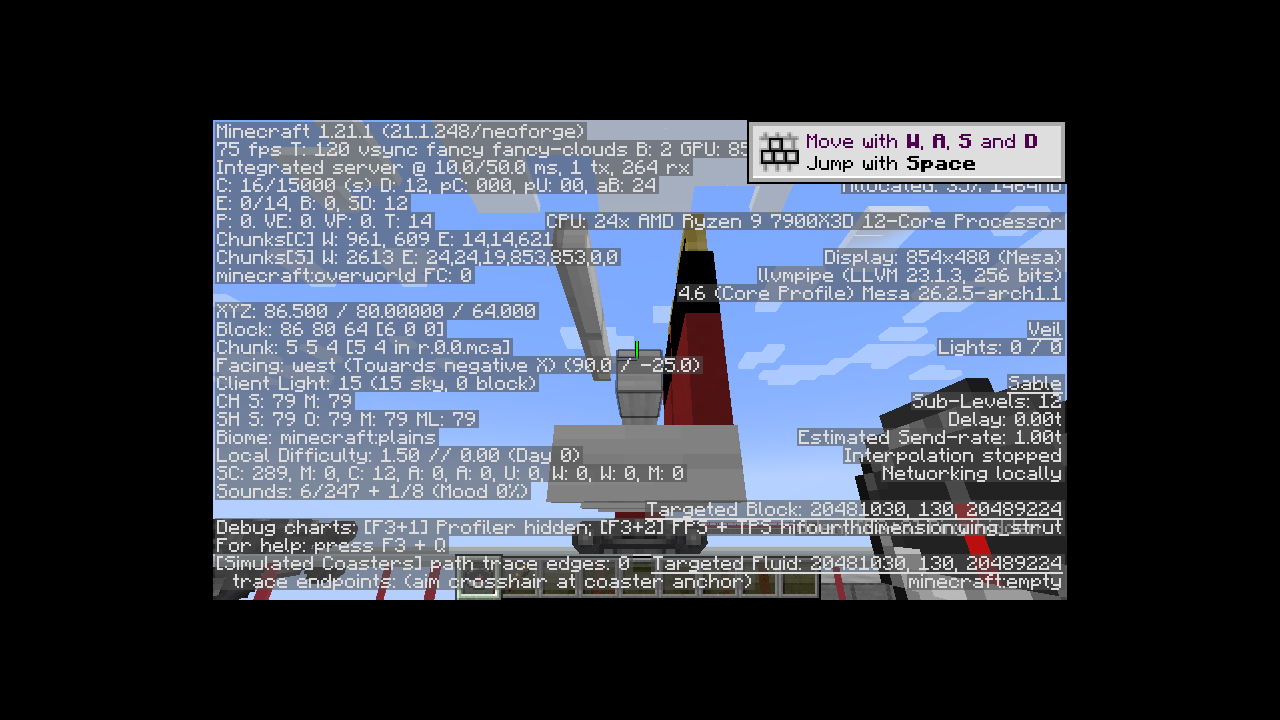 Minecraft 1.21.1 (21.1.248/neoforge)
75 fps T: 120 vsync fancy fancy-clouds B: 2 GPU: 85
Integrated server @ 10.0/50.0 ms, 1 tx, 264 rx
C: 16/15000 (s) D: 12, pC: 000, pU: 00, aB: 24
E: 0/14, B: 0, SD: 12
P: 0. VE: 0. VP: 0. T: 14
Chunks[C] W: 961, 609 E: 14,14,621
Chunks[S] W: 2613 E: 24,24,19,853,853,0,0
minecraft:overworld FC: 0
XYZ: 86.500 / 80.00000 / 64.000
Block: 86 80 64 [6 0 0]
Chunk: 5 5 4 [5 4 in r.0.0.mca]
Facing: west (Towards negative X) (90.0 / -25.0)
Client Light: 15 (15 sky, 0 block)
CH S: 79 M: 79
SH S: 79 O: 79 M: 79 ML: 79
Biome: minecraft:plains
Local Difficulty: 1.50 // 0.00 (Day 0)
SC: 289, M: 0, C: 12, A: 0, A: 0, U: 0, W: 0, W: 0, M: 0
Sounds: 6/247 + 1/8 (Mood 0%)
Debug charts: [F3+1] Profiler hidden; [F3+2] FPS + TPS hi
For help: press F3 + Q
[Simulated Coasters] path trace edges: 0
trace endpoints: (aim crosshair at coaster anchor)
Move with W, A, S and D
Jump with Space
Allocated: 35% 1464MB
CPU: 24x AMD Ryzen 9 7900X3D 12-Core Processor
Display: 854x480 (Mesa)
llvmpipe (LLVM 23.1.3, 256 bits)
4.6 (Core Profile) Mesa 26.2.5-arch1.1
Veil
Lights: 0 / 0
Sable
Sub-Levels: 12
Delay: 0.00t
Estimated Send-rate: 1.00t
Interpolation stopped
Networking locally
Targeted Block: 20481030, 130, 20489224
fourthdimension:wing_strut
Targeted Fluid: 20481030, 130, 20489224
minecraft:empty